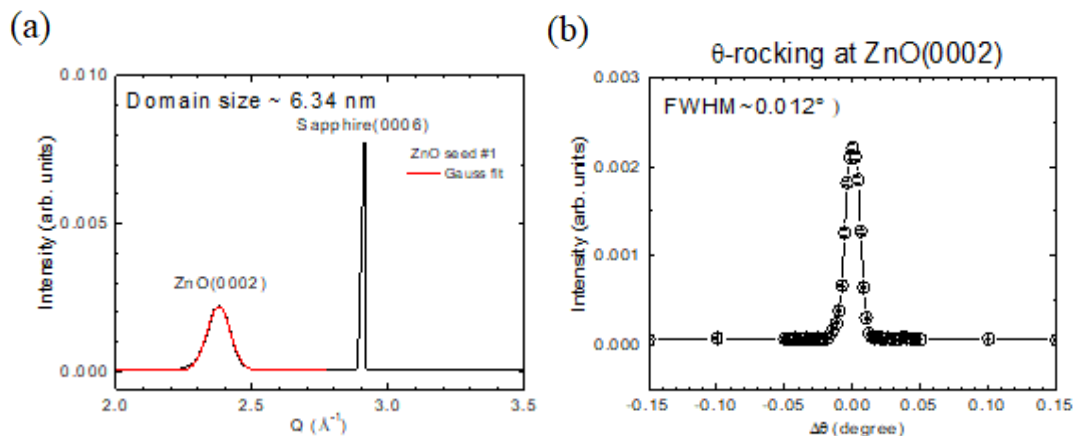 (a)
0.010
0.005
0.000
Intensity (arb. units)
Domain size ~ 6.34 nm
Sapphire(0006)
ZnO seed #1
Gauss fit
ZnO(0002)
2.0 2.5 3.0 3.5
Q (Å⁻¹)
(b)
θ-rocking at ZnO(0002)
0.003
0.002
0.001
0.000
Intensity (arb. units)
FWHM~0.012° )
-0.15 -0.10 -0.05 0.00 0.05 0.10 0.15
Δθ (degree)